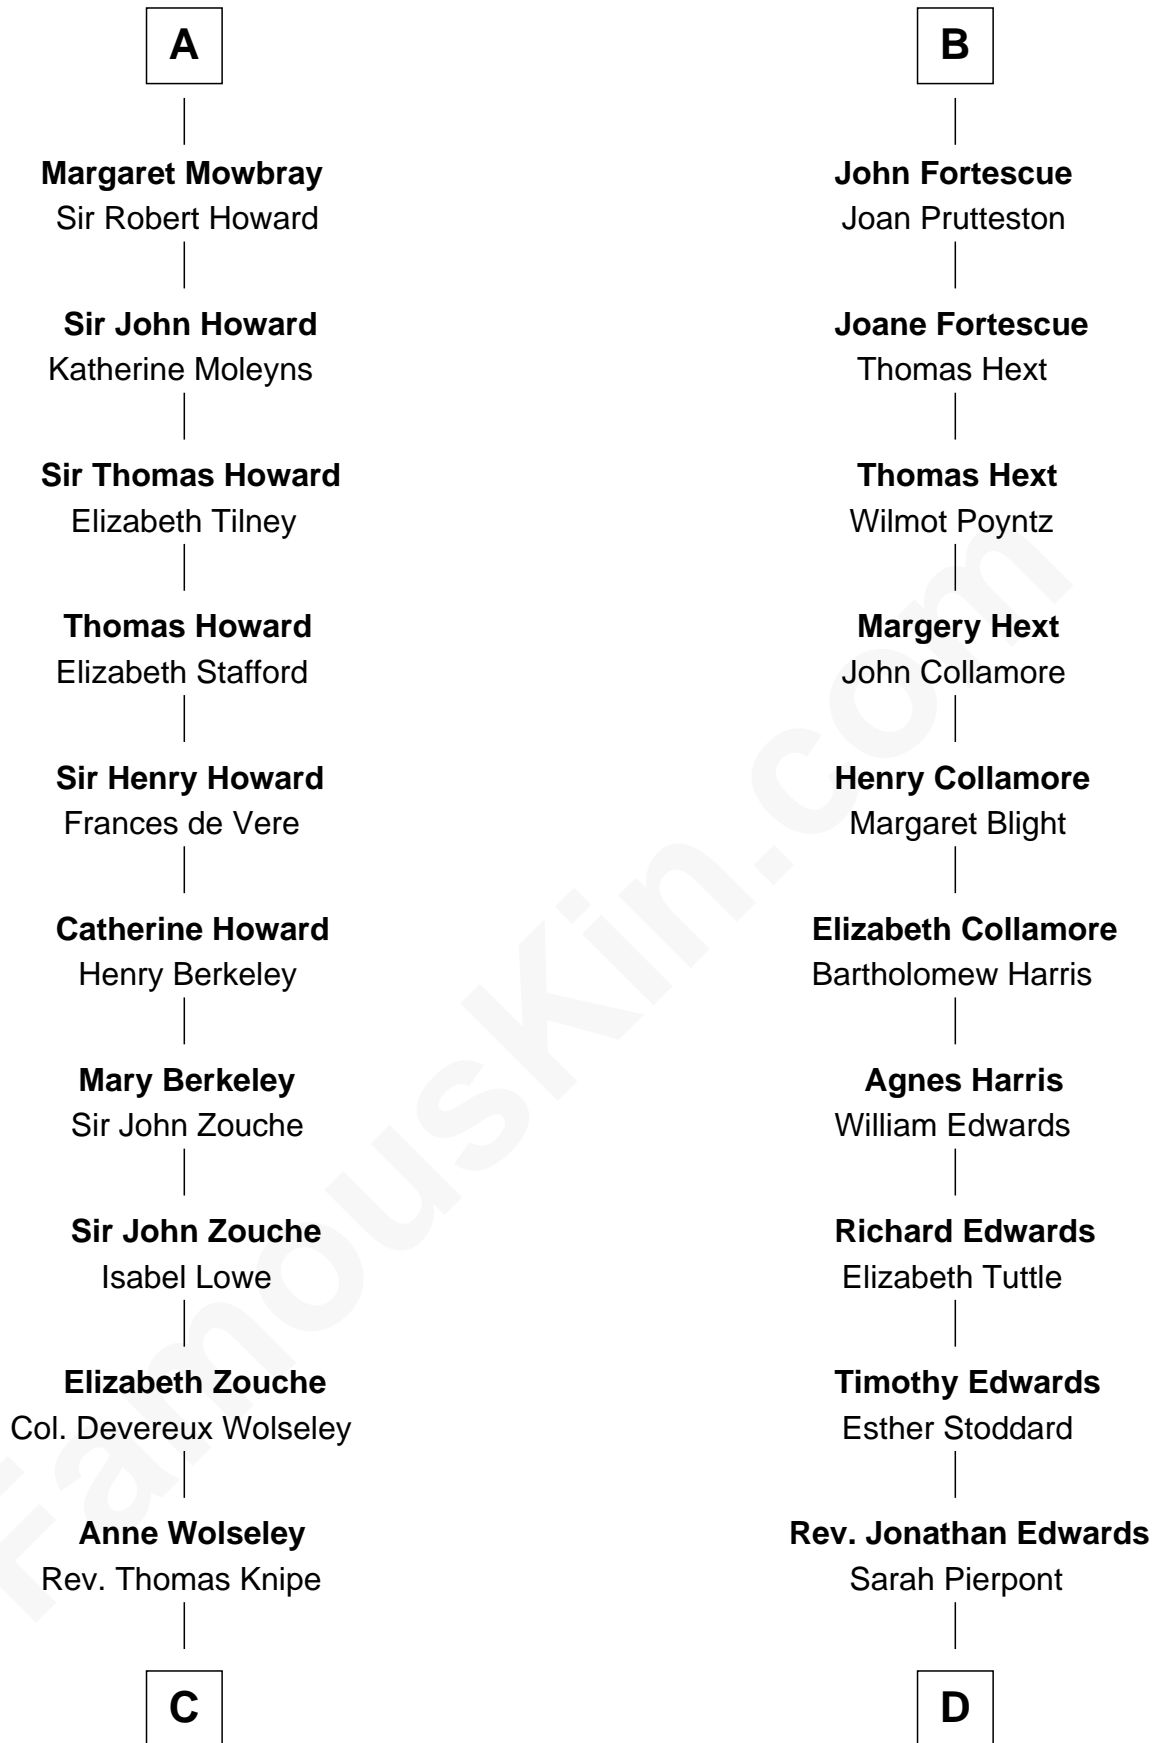 A
Margaret Mowbray
Sir Robert Howard
Sir John Howard
Katherine Moleyns
Sir Thomas Howard
Elizabeth Tilney
Thomas Howard
Elizabeth Stafford
Sir Henry Howard
Frances de Vere
Catherine Howard
Henry Berkeley
Mary Berkeley
Sir John Zouche
Sir John Zouche
Isabel Lowe
Elizabeth Zouche
Col. Devereux Wolseley
Anne Wolseley
Rev. Thomas Knipe
C
B
John Fortescue
Joan Prutteston
Joane Fortescue
Thomas Hext
Thomas Hext
Wilmot Poyntz
Margery Hext
John Collamore
Henry Collamore
Margaret Blight
Elizabeth Collamore
Bartholomew Harris
Agnes Harris
William Edwards
Richard Edwards
Elizabeth Tuttle
Timothy Edwards
Esther Stoddard
Rev. Jonathan Edwards
Sarah Pierpont
D
FamousKin.com